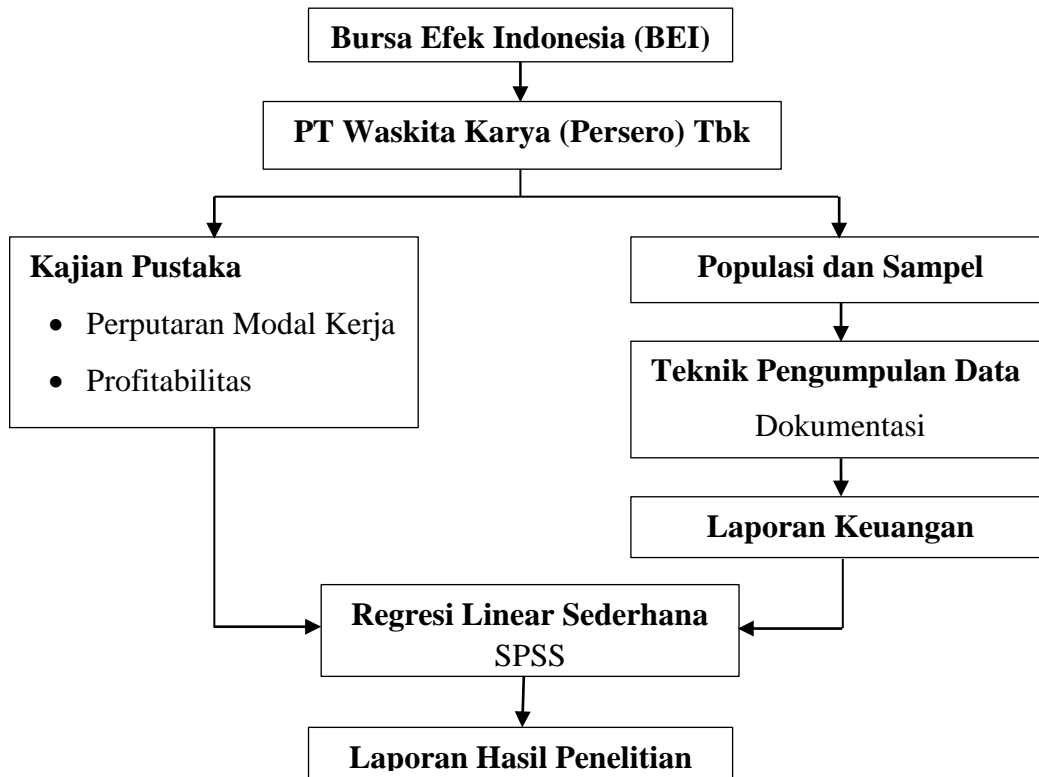 Bursa Efek Indonesia (BEI)
PT Waskita Karya (Persero) Tbk
Kajian Pustaka
• Perputaran Modal Kerja
• Profitabilitas
Populasi dan Sampel
Teknik Pengumpulan Data
Dokumentasi
Laporan Keuangan
Regresi Linear Sederhana
SPSS
Laporan Hasil Penelitian